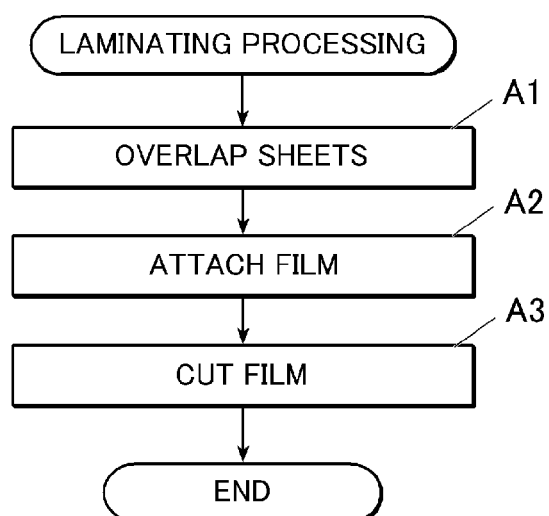 LAMINATING PROCESSING
A1
OVERLAP SHEETS
A2
ATTACH FILM
A3
CUT FILM
END